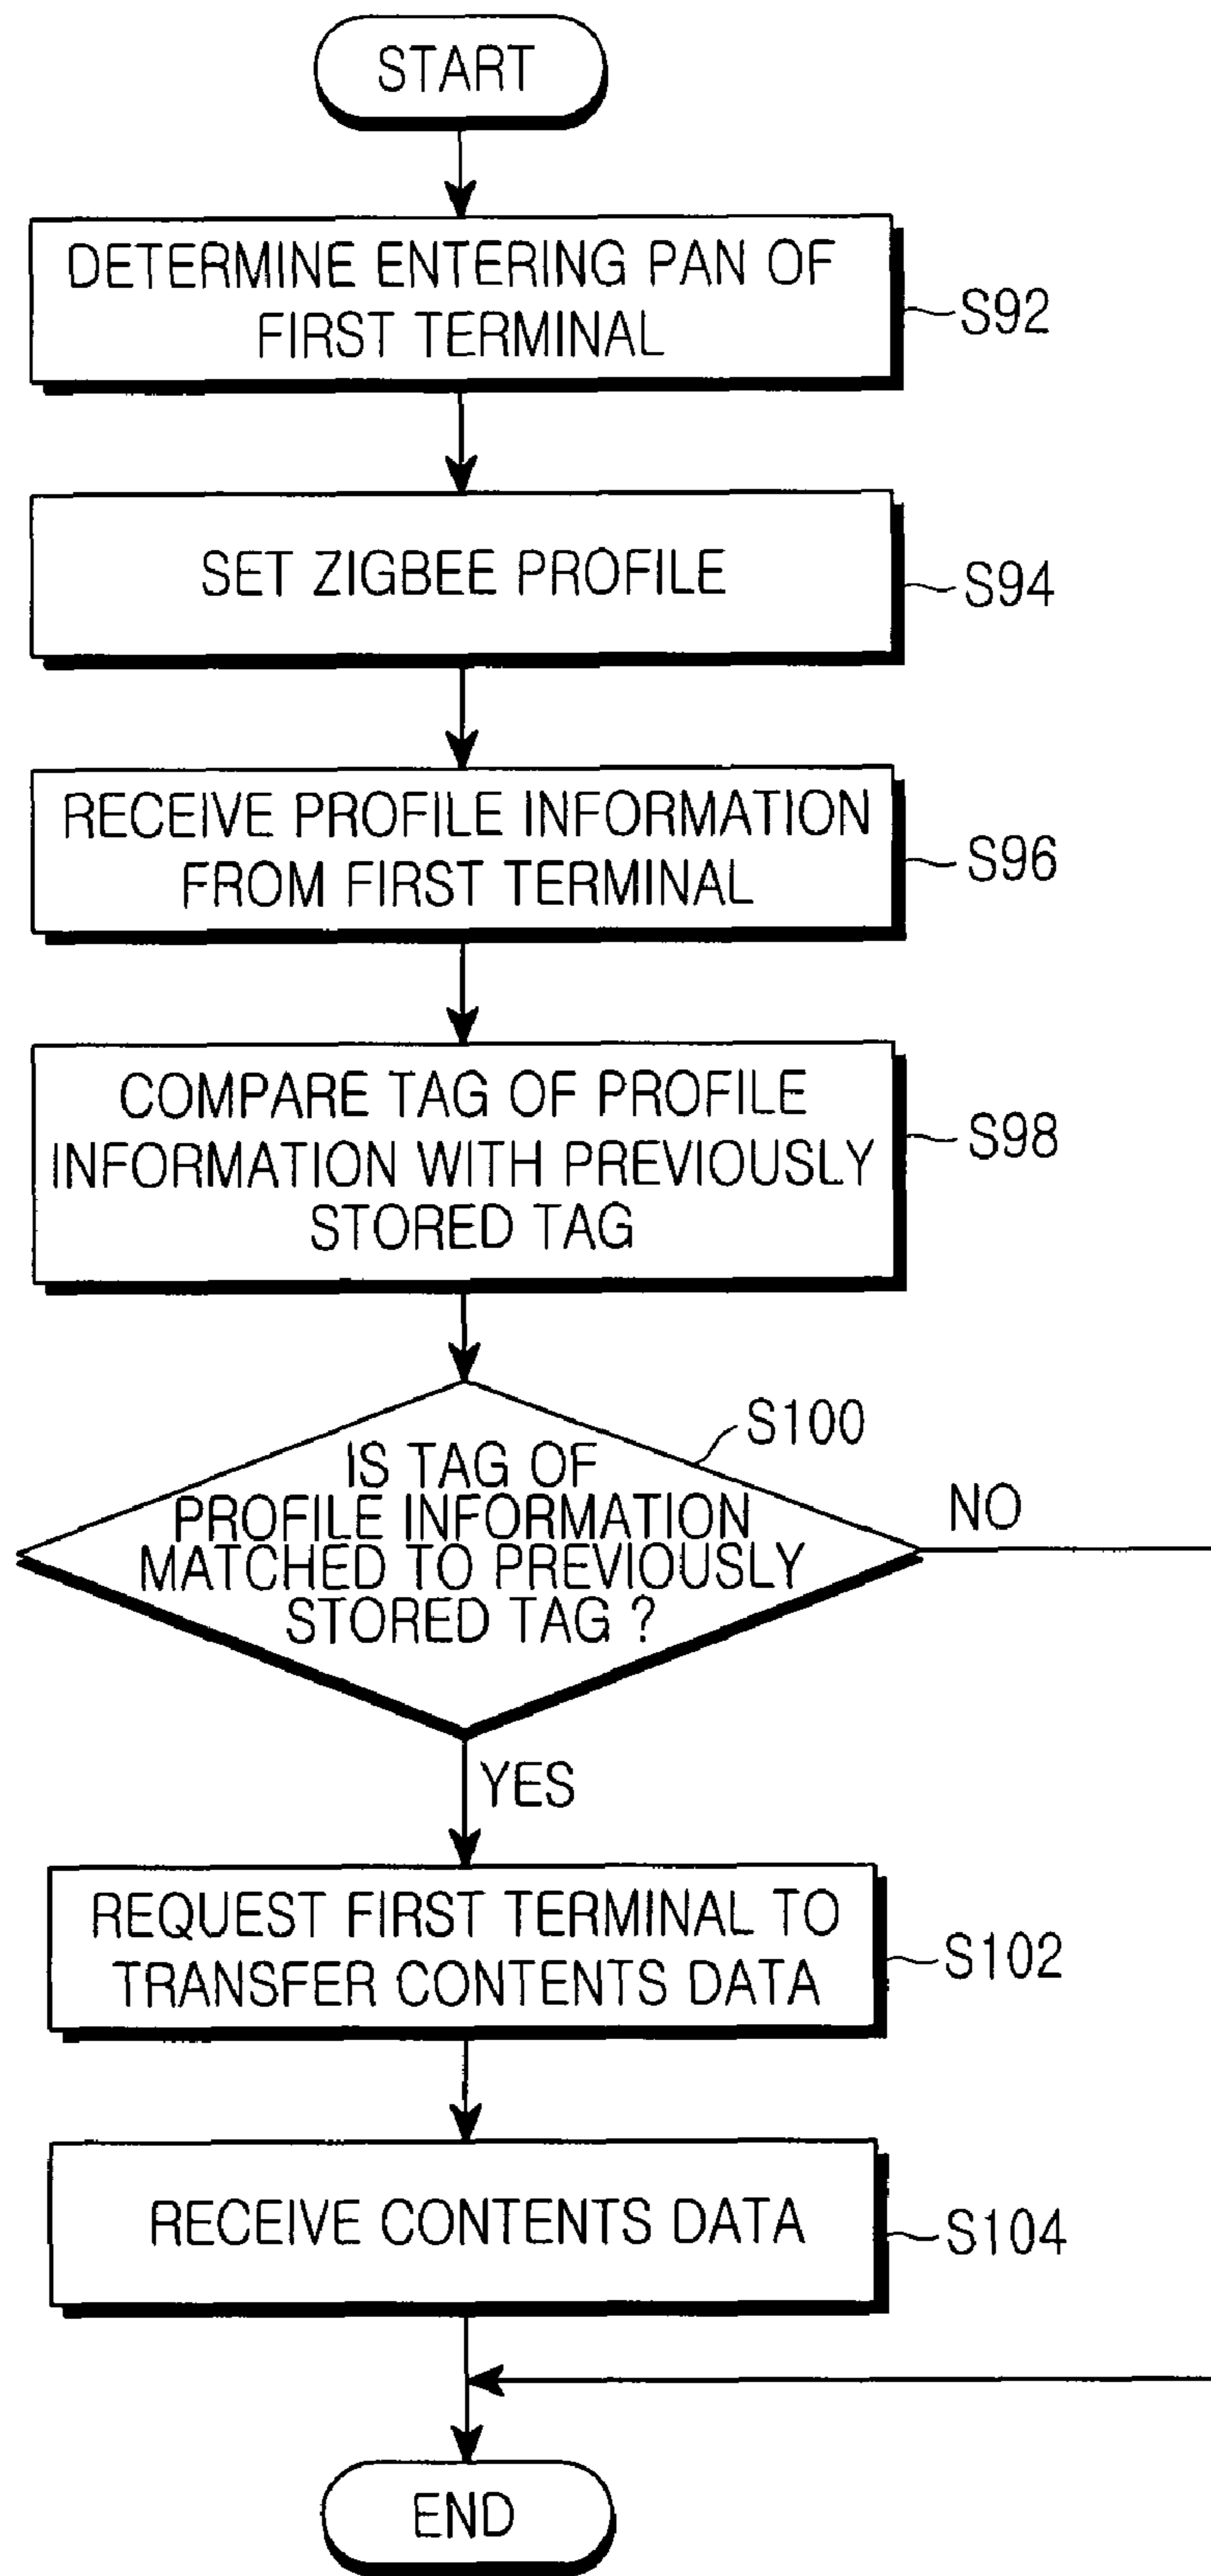 START
DETERMINE ENTERING PAN OF
FIRST TERMINAL
S92
SET ZIGBEE PROFILE
S94
RECEIVE PROFILE INFORMATION
FROM FIRST TERMINAL
S96
COMPARE TAG OF PROFILE
INFORMATION WITH PREVIOUSLY
STORED TAG
S98
S100
IS TAG OF
PROFILE INFORMATION
MATCHED TO PREVIOUSLY
STORED TAG ?
NO
YES
REQUEST FIRST TERMINAL TO
TRANSFER CONTENTS DATA
S102
RECEIVE CONTENTS DATA
S104
END